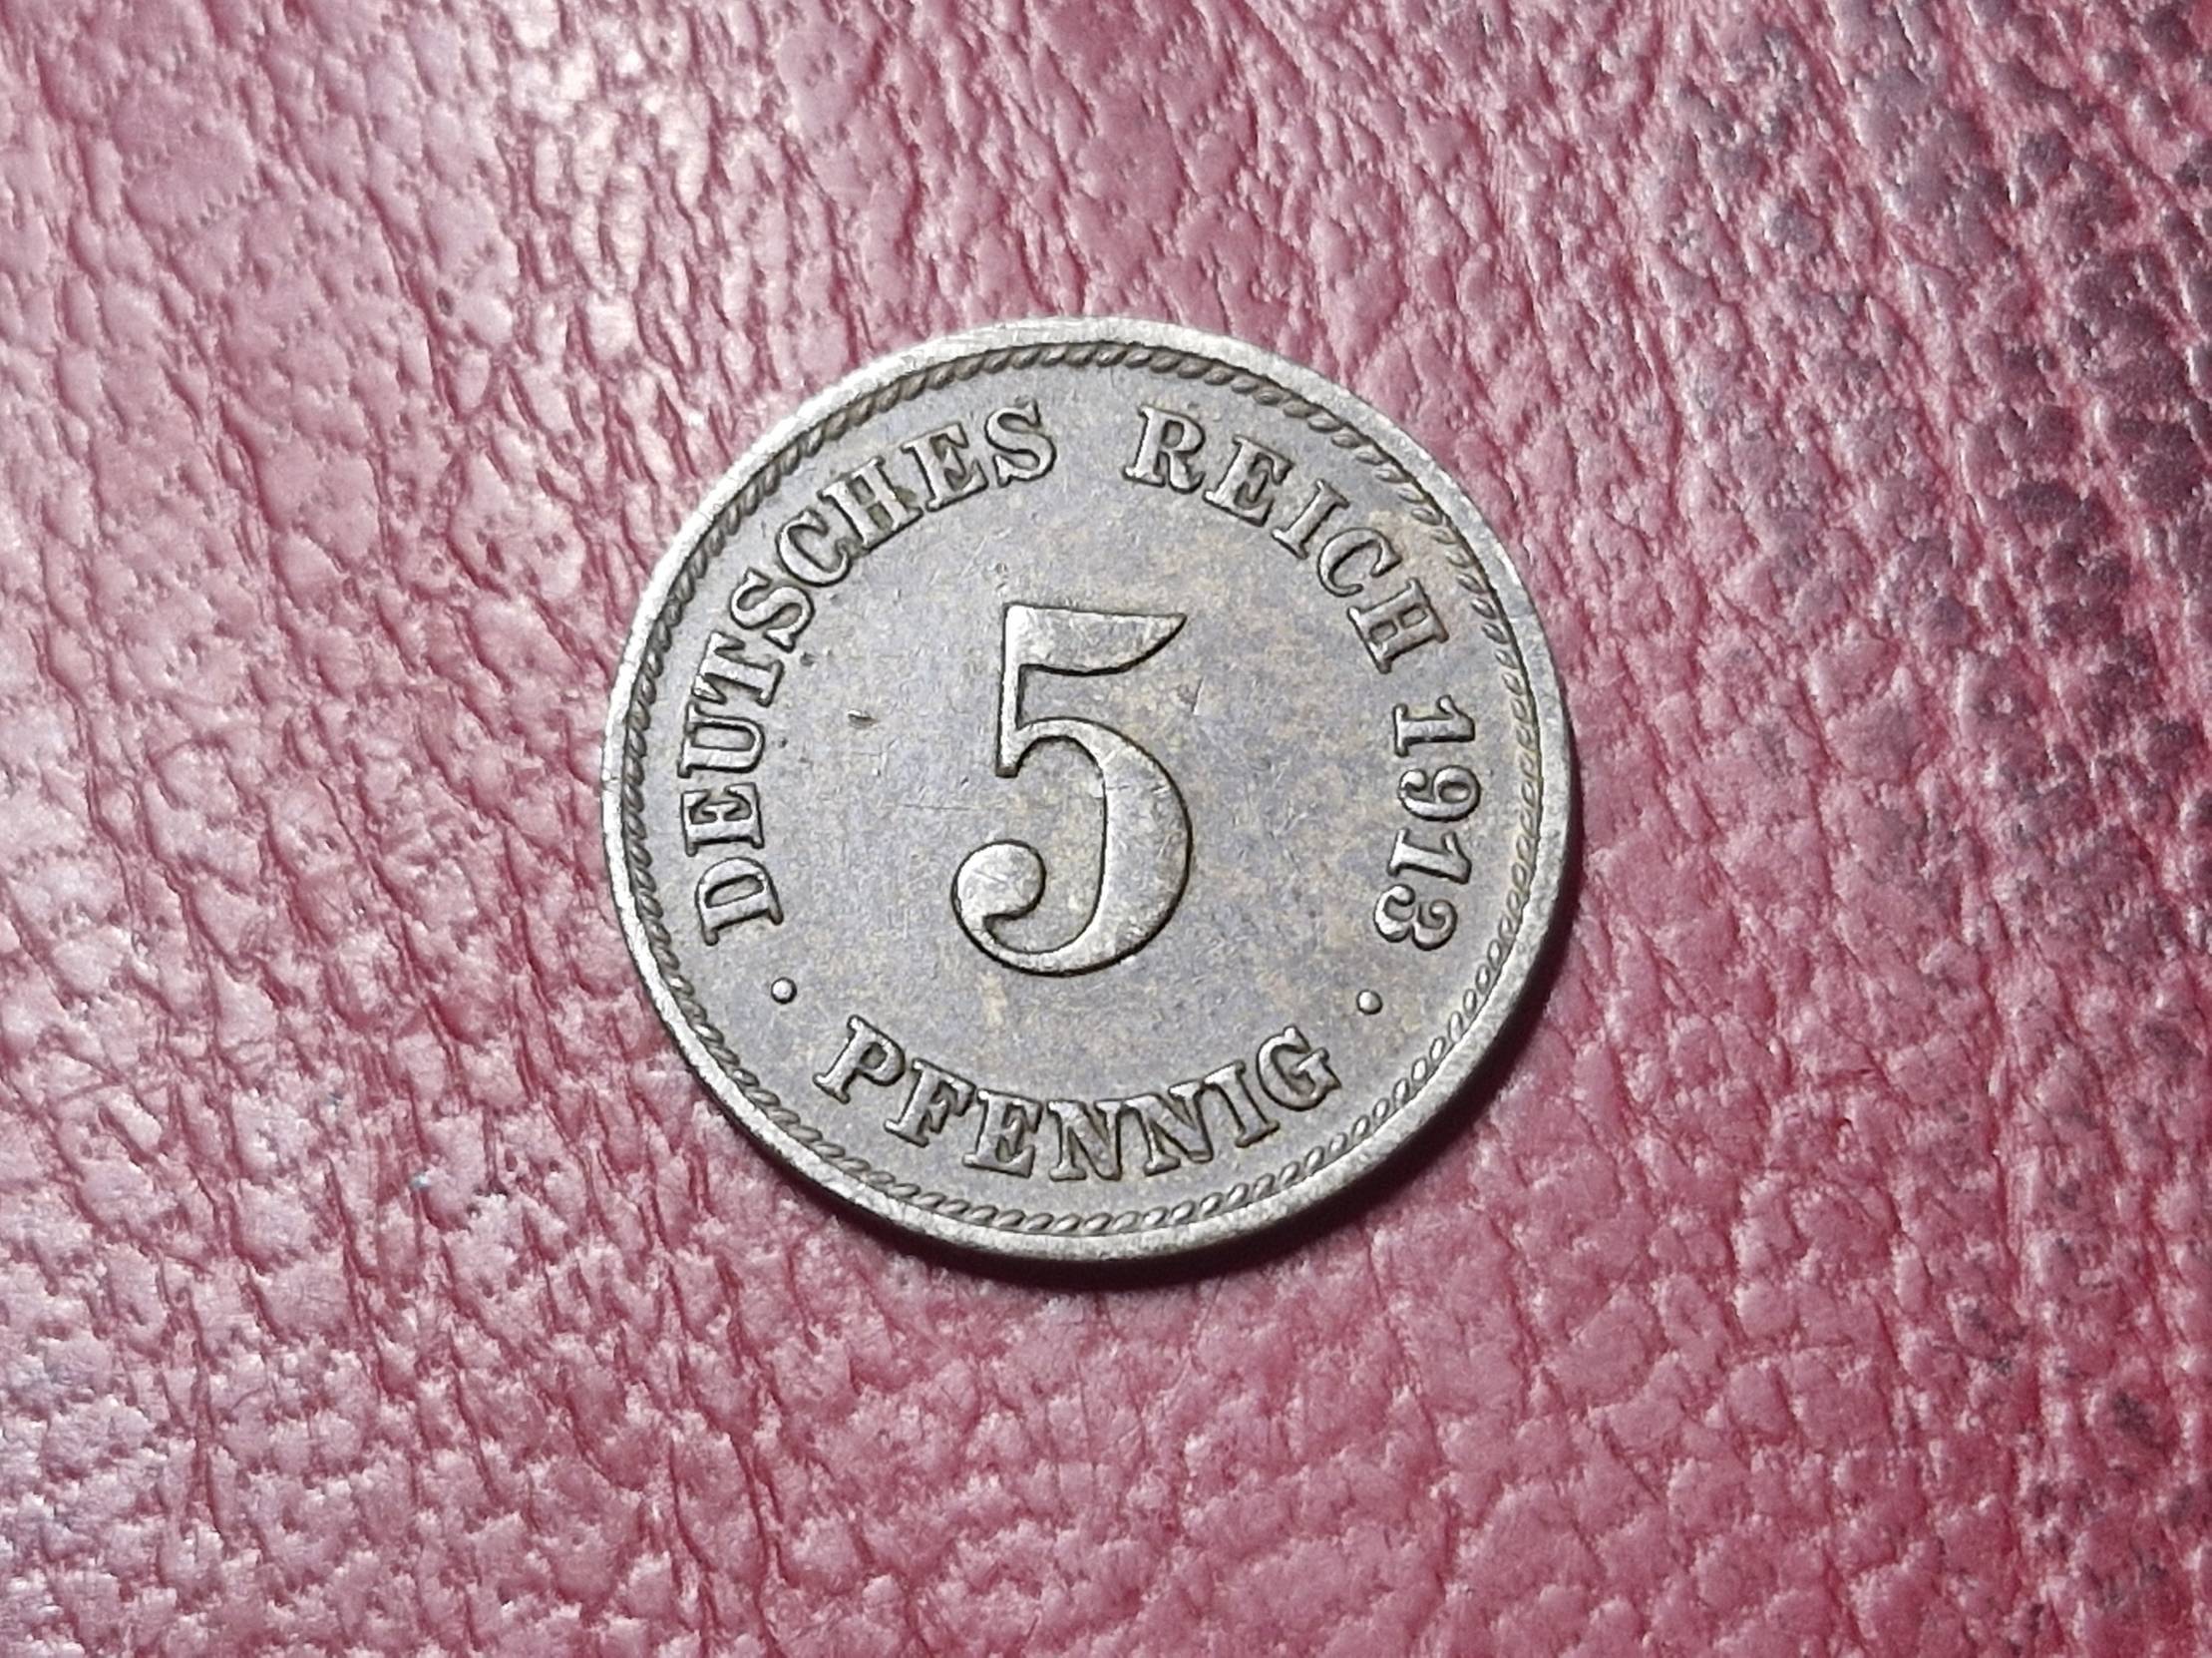 DEUTSCHES REICH 1913
5
· PFENNIG ·